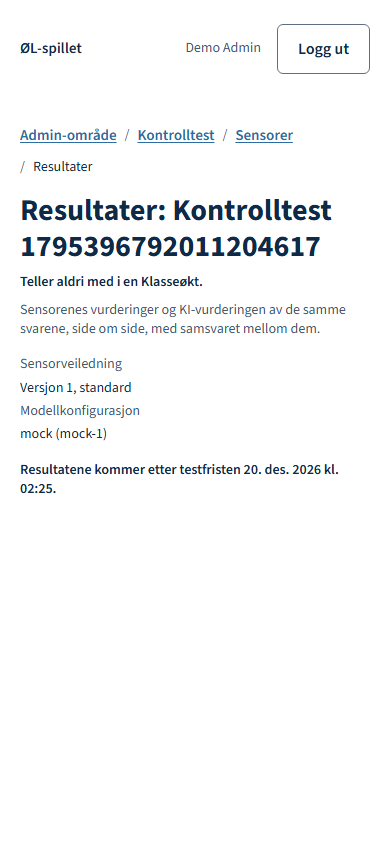 ØL-spillet
Demo Admin
Logg ut
Admin-område / Kontrolltest / Sensorer
/ Resultater
Resultater: Kontrolltest
1795396792011204617
Teller aldri med i en Klasseøkt.
Sensorenes vurderinger og KI-vurderingen av de samme
svarene, side om side, med samsvaret mellom dem.
Sensorveiledning
Versjon 1, standard
Modellkonfigurasjon
mock (mock-1)
Resultatene kommer etter testfristen 20. des. 2026 kl.
02:25.